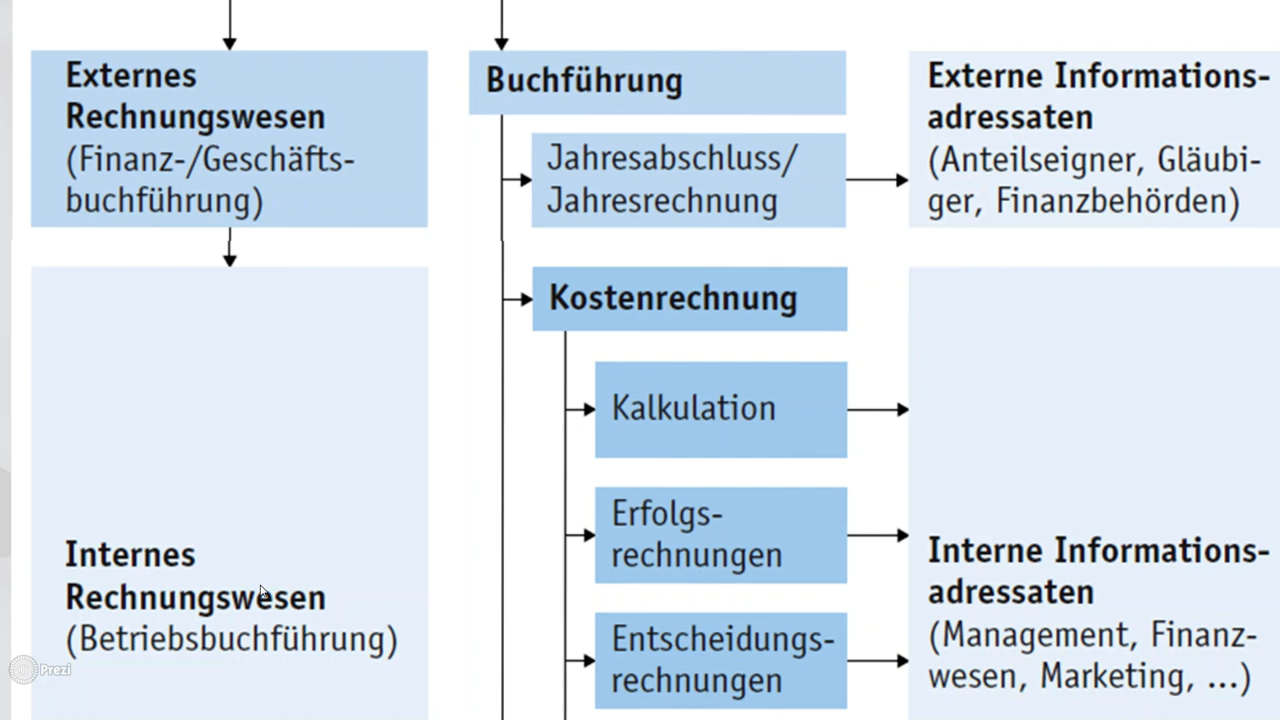 Externes
Rechnungswesen
(Finanz-/Geschäfts-
buchführung)
Buchführung
Jahresabschluss/
Jahresrechnung
Externe Informations-
adressaten
(Anteilseigner, Gläubi-
ger, Finanzbehörden)
Kostenrechnung
Kalkulation
Erfolgs-
rechnungen
Entscheidungs-
rechnungen
Internes
Rechnungswesen
(Betriebsbuchführung)
Interne Informations-
adressaten
(Management, Finanz-
wesen, Marketing, ...)
Prezi